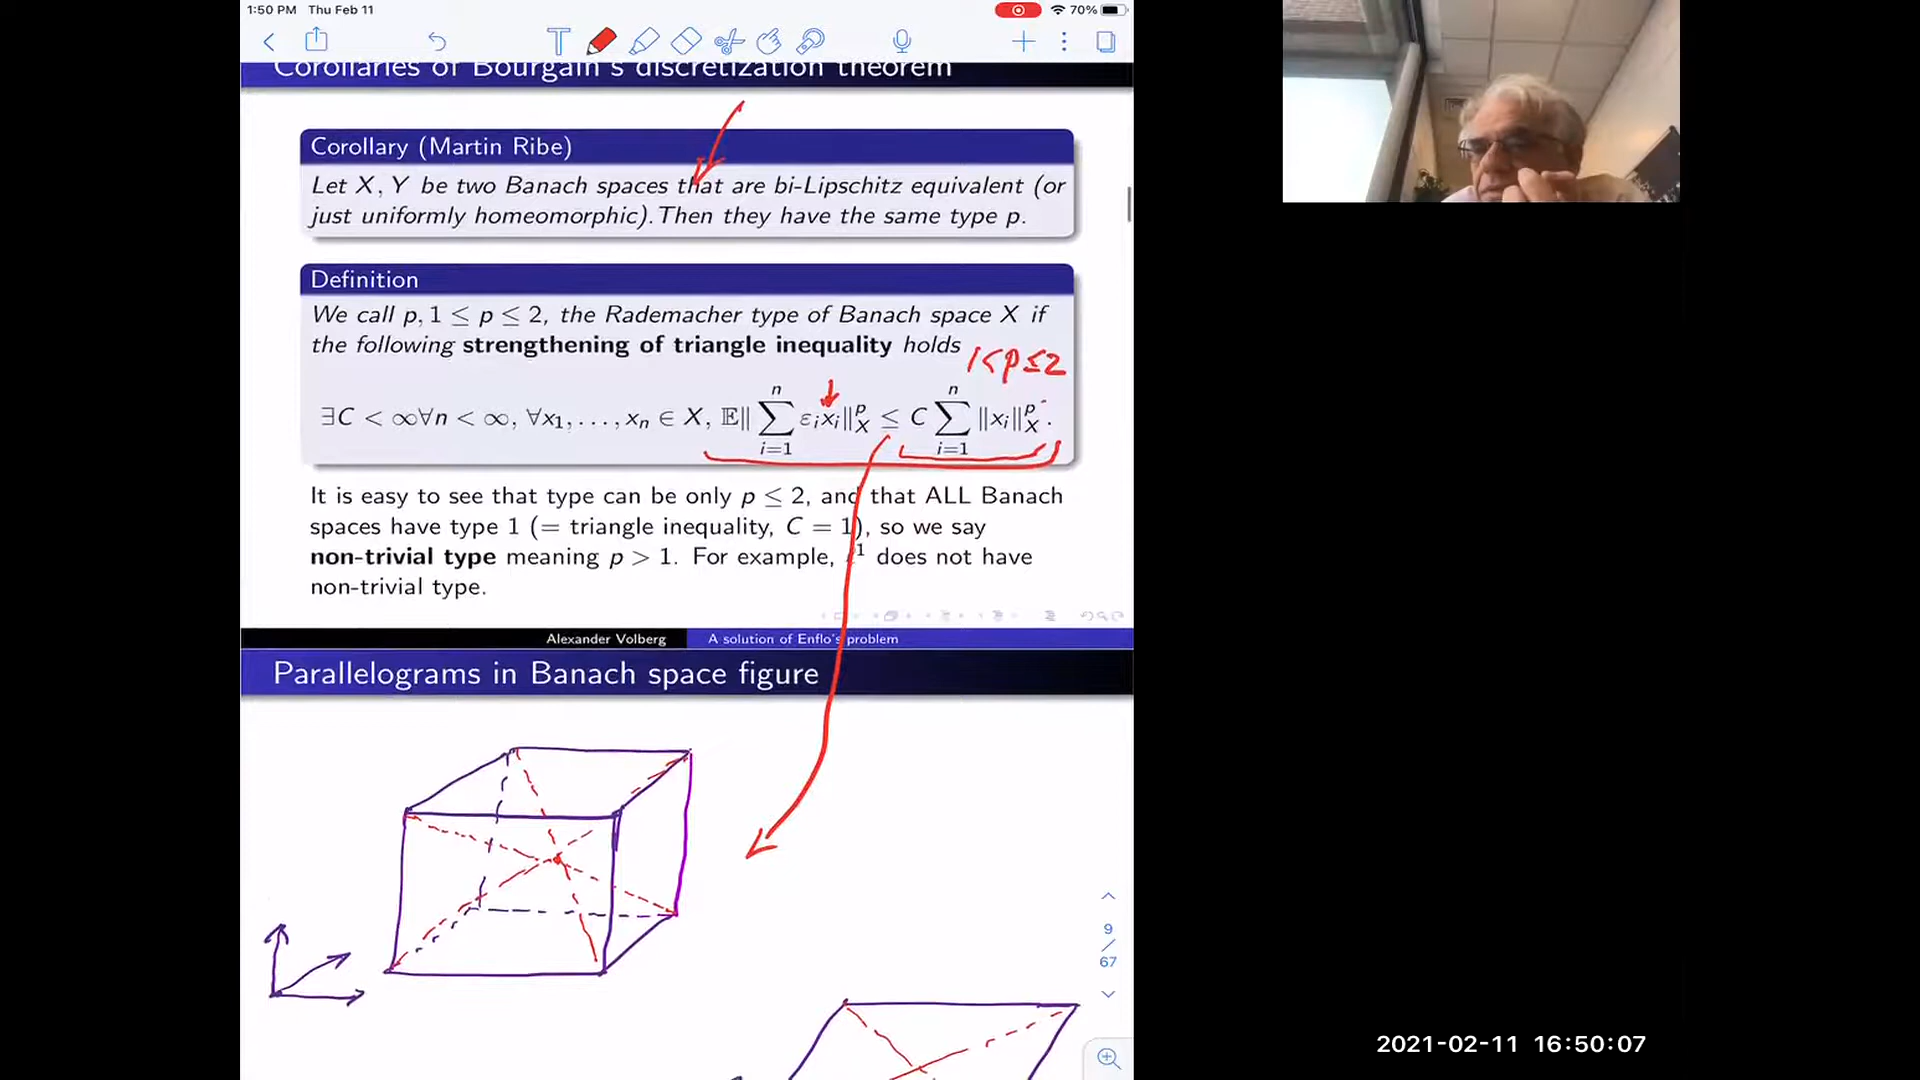 1:50 PM Thu Feb 11
70%
Corollaries of Bourgain's discretization theorem
Corollary (Martin Ribe)
Let X, Y be two Banach spaces that are bi-Lipschitz equivalent (or
just uniformly homeomorphic).Then they have the same type p.
Definition
We call p, 1 ≤ p ≤ 2, the Rademacher type of Banach space X if
the following strengthening of triangle inequality holds
1<p≤2
∃C < ∞∀n < ∞, ∀x₁, . . . , xₙ ∈ X, 𝔼‖ ∑ⁿᵢ₌₁ εᵢxᵢ‖ᵖ_X ≤ C ∑ⁿᵢ₌₁ ‖xᵢ‖ᵖ_X .
It is easy to see that type can be only p ≤ 2, and that ALL Banach
spaces have type 1 (= triangle inequality, C = 1), so we say
non-trivial type meaning p > 1. For example, ℓ¹ does not have
non-trivial type.
Alexander Volberg A solution of Enflo's problem
Parallelograms in Banach space figure
9
/
67
2021-02-11 16:50:07